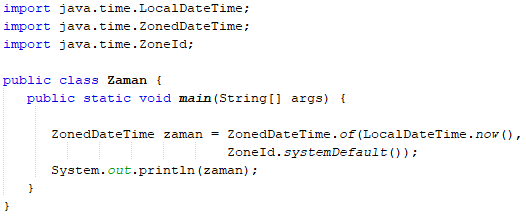 import java.time.LocalDateTime;
import java.time.ZonedDateTime;
import java.time.ZoneId;
public class Zaman {
public static void main(String[] args) {
ZonedDateTime zaman = ZonedDateTime.of(LocalDateTime.now(),
ZoneId.systemDefault());
System.out.println(zaman);
}
}